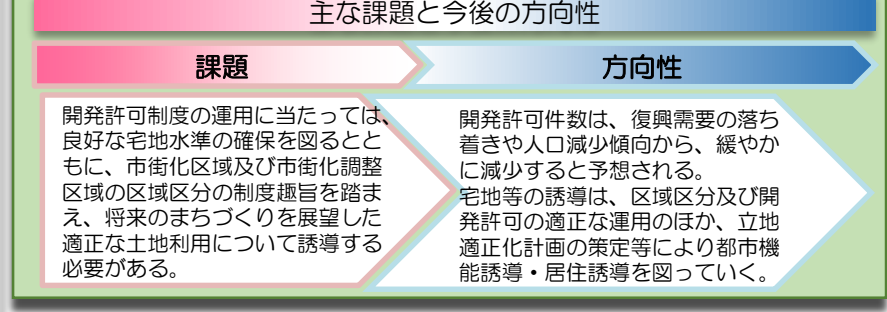 主な課題と今後の方向性
課題
方向性
開発許可制度の運用に当たっては、
良好な宅地水準の確保を図るとと
もに、市街化区域及び市街化調整
区域の区域区分の制度趣旨を踏ま
え、将来のまちづくりを展望した
適正な土地利用について誘導する
必要がある。
開発許可件数は、復興需要の落ち
着きや人口減少傾向から、緩やか
に減少すると予想される。
宅地等の誘導は、区域区分及び開
発許可の適正な運用のほか、立地
適正化計画の策定等により都市機
能誘導・居住誘導を図っていく。